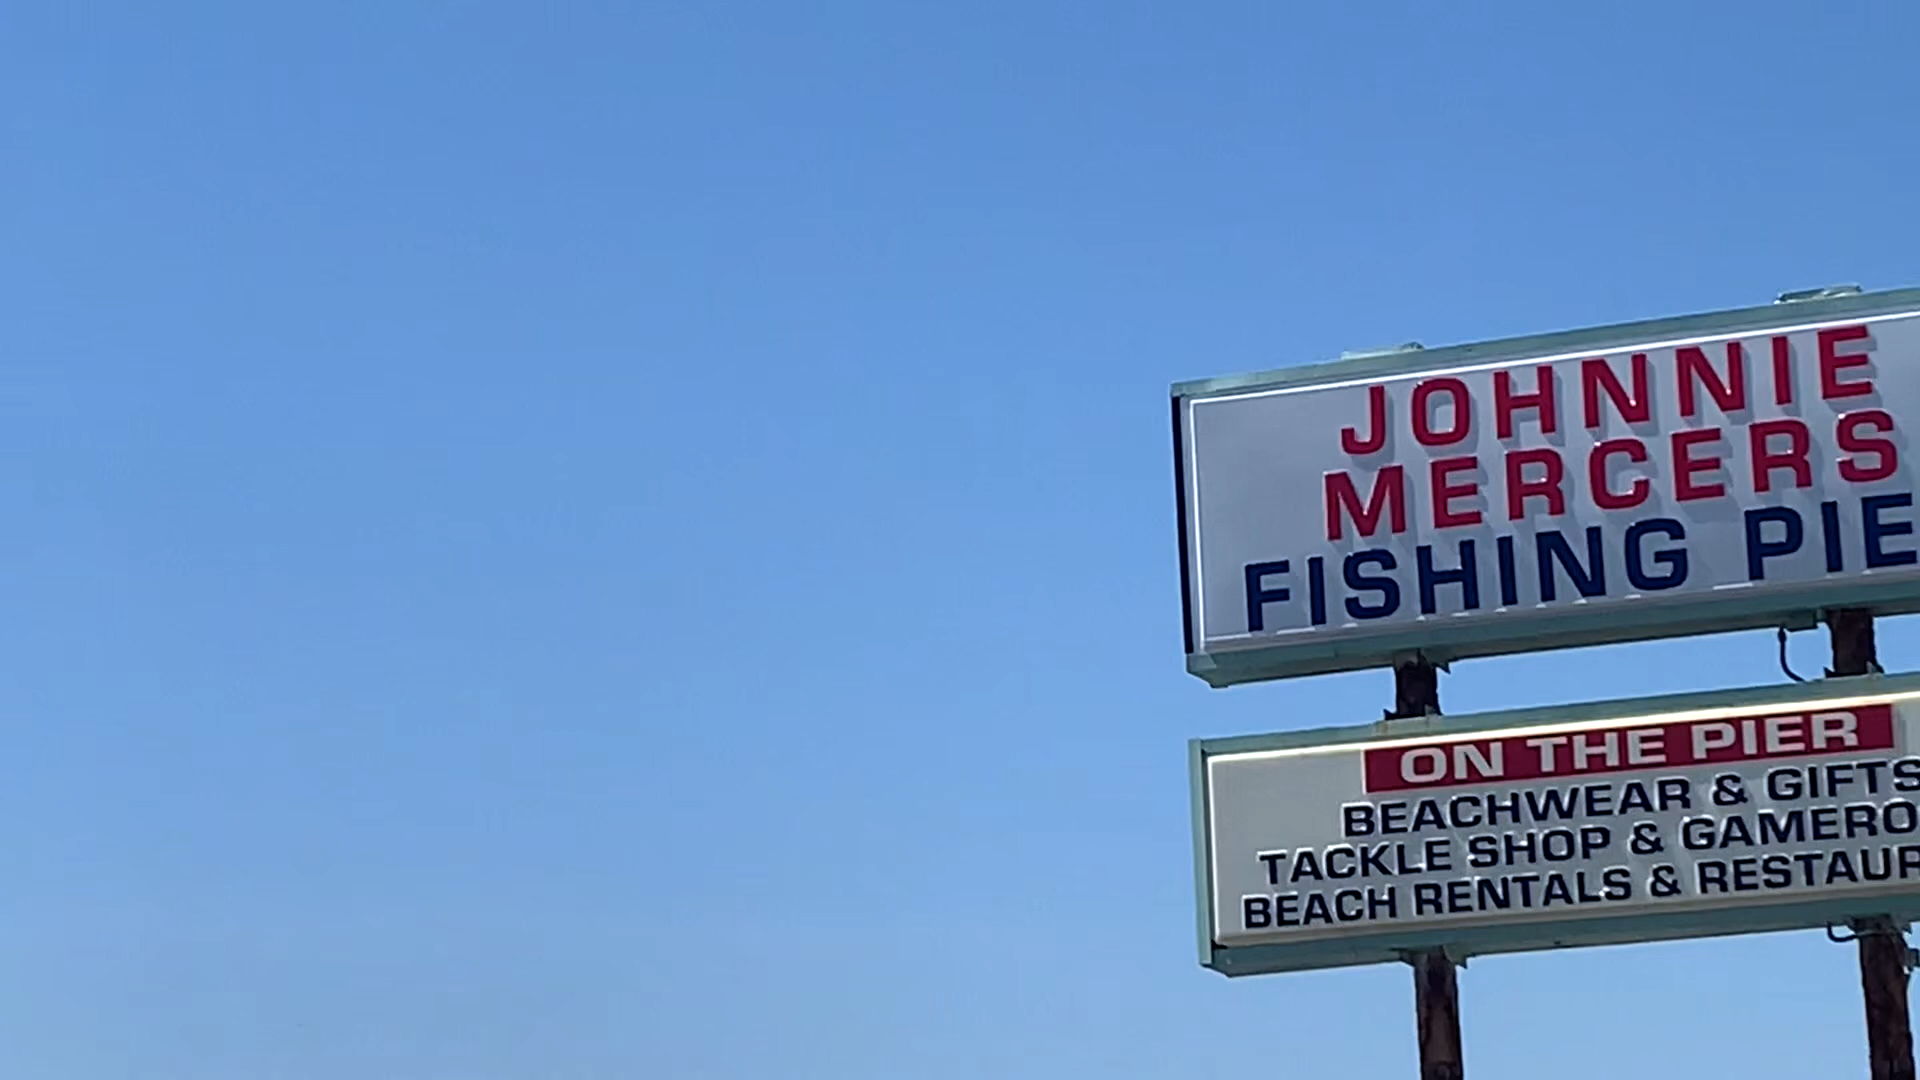 JOHNNIE
MERCERS
FISHING PIE
ON THE PIER
BEACHWEAR & GIFTS
TACKLE SHOP & GAMERO
BEACH RENTALS & RESTAUR